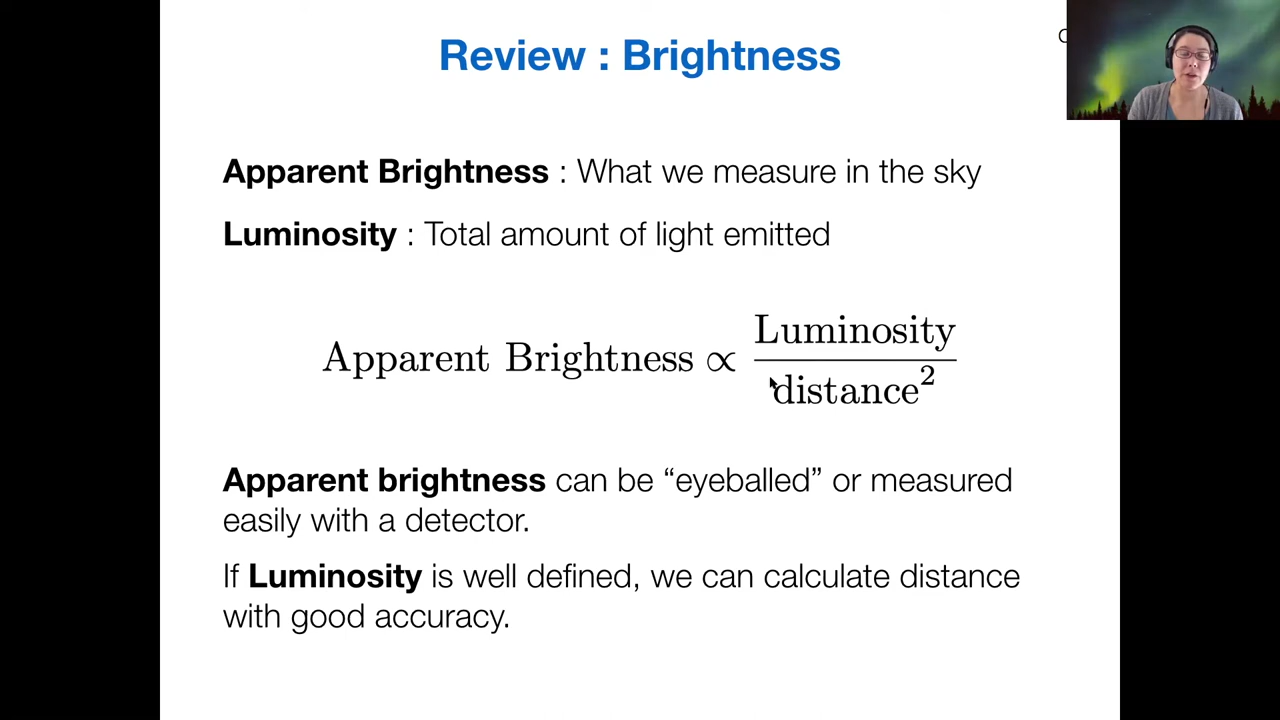 Review : Brightness
Apparent Brightness : What we measure in the sky
Luminosity : Total amount of light emitted
Apparent Brightness ∝ Luminosity / distance²
Apparent brightness can be “eyeballed” or measured
easily with a detector.
If Luminosity is well defined, we can calculate distance
with good accuracy.